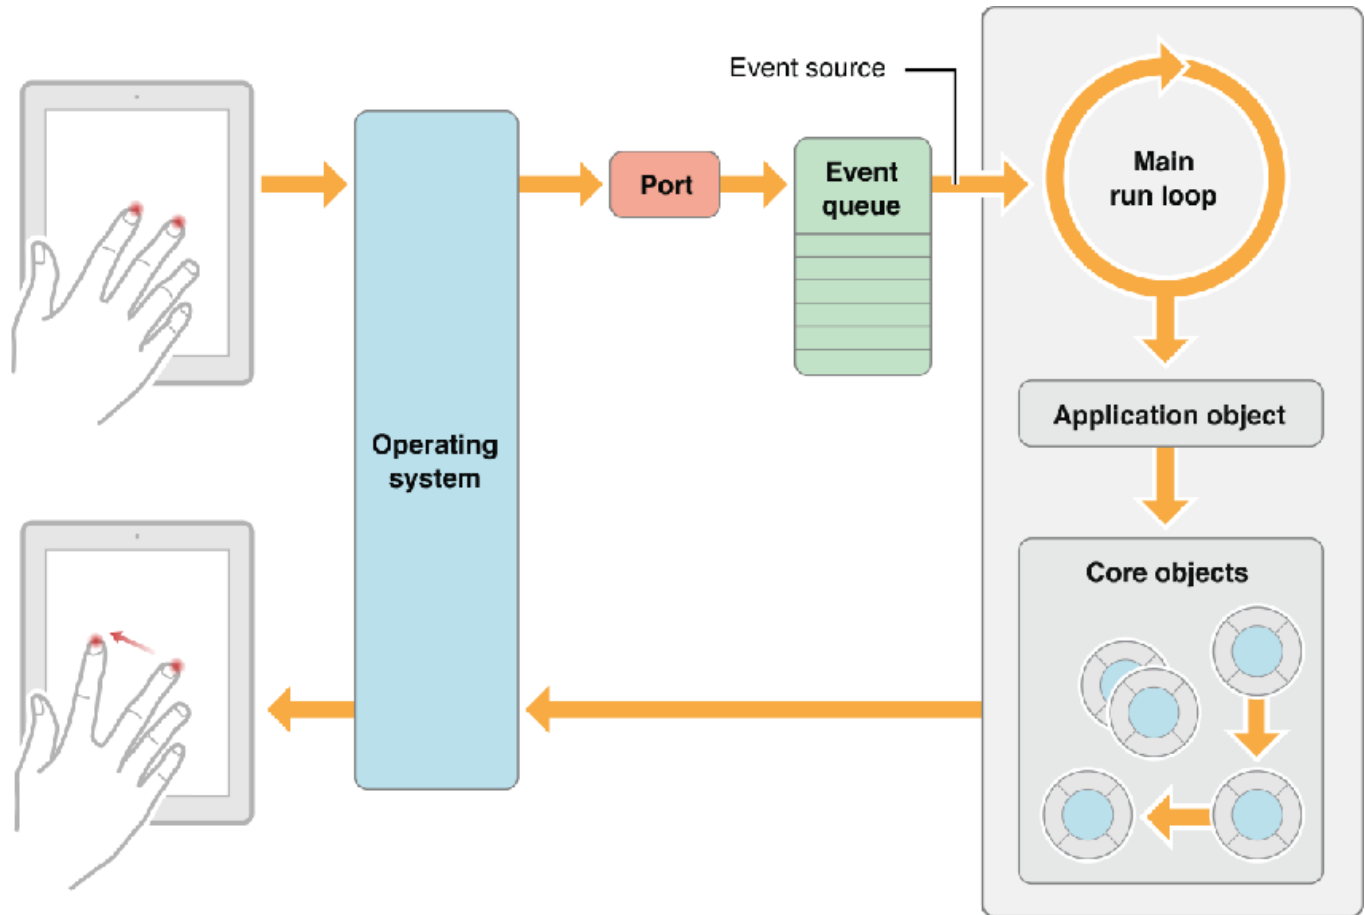 Event source
Port
Event
queue
Main
run loop
Operating
system
Application object
Core objects